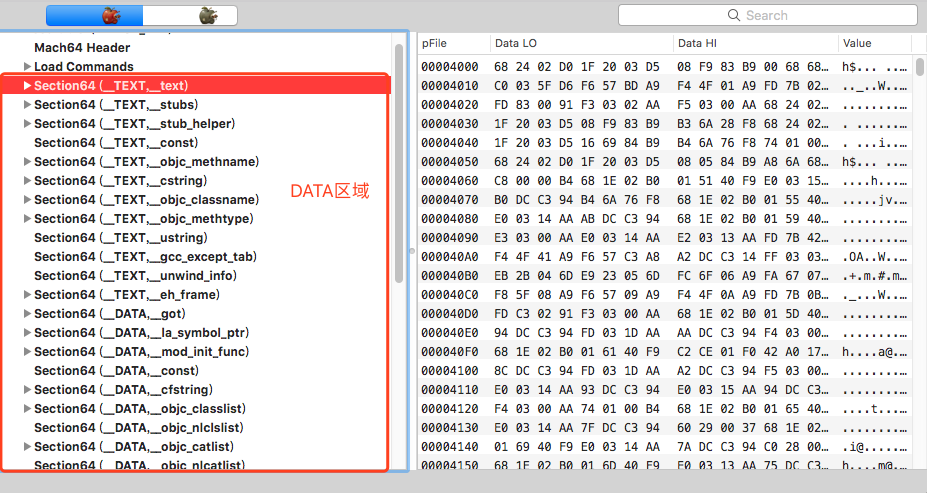 Search
Mach64 Header
Load Commands
Section64 (__TEXT,__text)
Section64 (__TEXT,__stubs)
Section64 (__TEXT,__stub_helper)
Section64 (__TEXT,__const)
Section64 (__TEXT,__objc_methname)
Section64 (__TEXT,__cstring)
Section64 (__TEXT,__objc_classname)
Section64 (__TEXT,__objc_methtype)
Section64 (__TEXT,__ustring)
Section64 (__TEXT,__gcc_except_tab)
Section64 (__TEXT,__unwind_info)
Section64 (__TEXT,__eh_frame)
Section64 (__DATA,__got)
Section64 (__DATA,__la_symbol_ptr)
Section64 (__DATA,__mod_init_func)
Section64 (__DATA,__const)
Section64 (__DATA,__cfstring)
Section64 (__DATA,__objc_classlist)
Section64 (__DATA,__objc_nlclslist)
Section64 (__DATA,__objc_catlist)
Section64 (__DATA,__objc_nlcatlist)
DATA区域
pFile Data LO Data HI Value
00004000 68 24 02 D0 1F 20 03 D5 08 F9 83 B9 00 68 68… h$... ..…
00004010 C0 03 5F D6 F6 57 BD A9 F4 4F 01 A9 FD 7B 02… .._..W..…
00004020 FD 83 00 91 F3 03 02 AA F5 03 00 AA 68 24 02… ........…
00004030 1F 20 03 D5 08 F9 83 B9 B3 6A 28 F8 68 24 02… . ......…
00004040 1F 20 03 D5 16 69 84 B9 B4 6A 76 F8 74 01 00… . ...i..…
00004050 68 24 02 D0 1F 20 03 D5 08 05 84 B9 A8 6A 68… h$... ..…
00004060 C8 00 00 B4 68 1E 02 B0 01 51 40 F9 E0 03 15… ....h...…
00004070 B0 DC C3 94 B4 6A 76 F8 68 1E 02 B0 01 55 40… .....jv.…
00004080 E0 03 14 AA AB DC C3 94 68 1E 02 B0 01 59 40… ........…
00004090 E3 03 00 AA E0 03 14 AA E2 03 13 AA FD 7B 42… ........…
000040A0 F4 4F 41 A9 F6 57 C3 A8 A2 DC C3 14 FF 03 03… .OA..W..…
000040B0 EB 2B 04 6D E9 23 05 6D FC 6F 06 A9 FA 67 07… .+.m.#.m…
000040C0 F8 5F 08 A9 F6 57 09 A9 F4 4F 0A A9 FD 7B 0B… ._...W..…
000040D0 FD C3 02 91 F3 03 00 AA 68 1E 02 B0 01 5D 40… ........…
000040E0 94 DC C3 94 FD 03 1D AA AA C3 94 F4 03 00…
000040F0 68 1E 02 B0 01 61 40 F9 C2 CE 01 F0 42 A0 17… h....a@.…
00004100 8C DC C3 94 FD 03 1D AA A2 DC C3 94 F5 03 00… ........…
00004110 E0 03 14 AA 93 DC C3 94 E0 03 15 AA 94 DC C3… ........…
00004120 F4 03 00 AA 74 01 00 B4 68 1E 02 B0 01 65 40… ....t...…
00004130 E0 03 14 AA 7F DC C3 94 60 29 00 37 68 1E 02… ........…
00004140 01 69 40 F9 E0 03 14 AA 7A DC C3 94 C0 28 00… .i@.....…
00004150 68 1E 02 B0 01 6D 40 F9 E0 03 13 AA 75 DC C3… h....m@.…